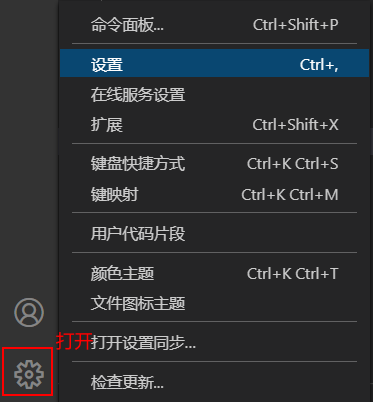 命令面板... Ctrl+Shift+P
设置 Ctrl+,
在线服务设置
扩展 Ctrl+Shift+X
键盘快捷方式 Ctrl+K Ctrl+S
键映射 Ctrl+K Ctrl+M
用户代码片段
颜色主题 Ctrl+K Ctrl+T
文件图标主题
打开
打开设置同步...
检查更新...